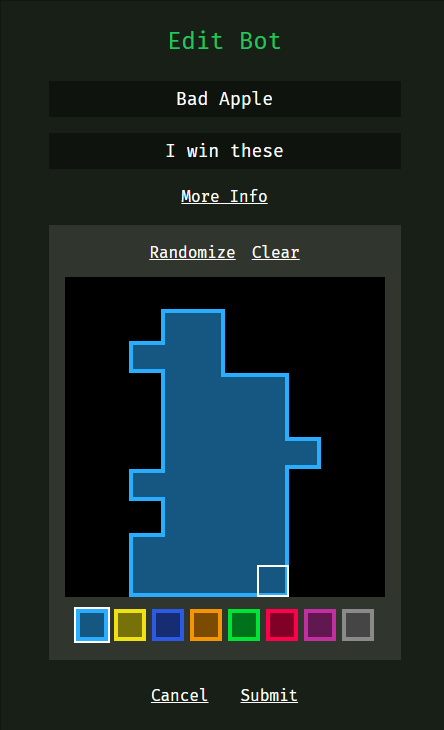 Edit Bot
Bad Apple
I win these
More Info
Randomize Clear
Cancel Submit